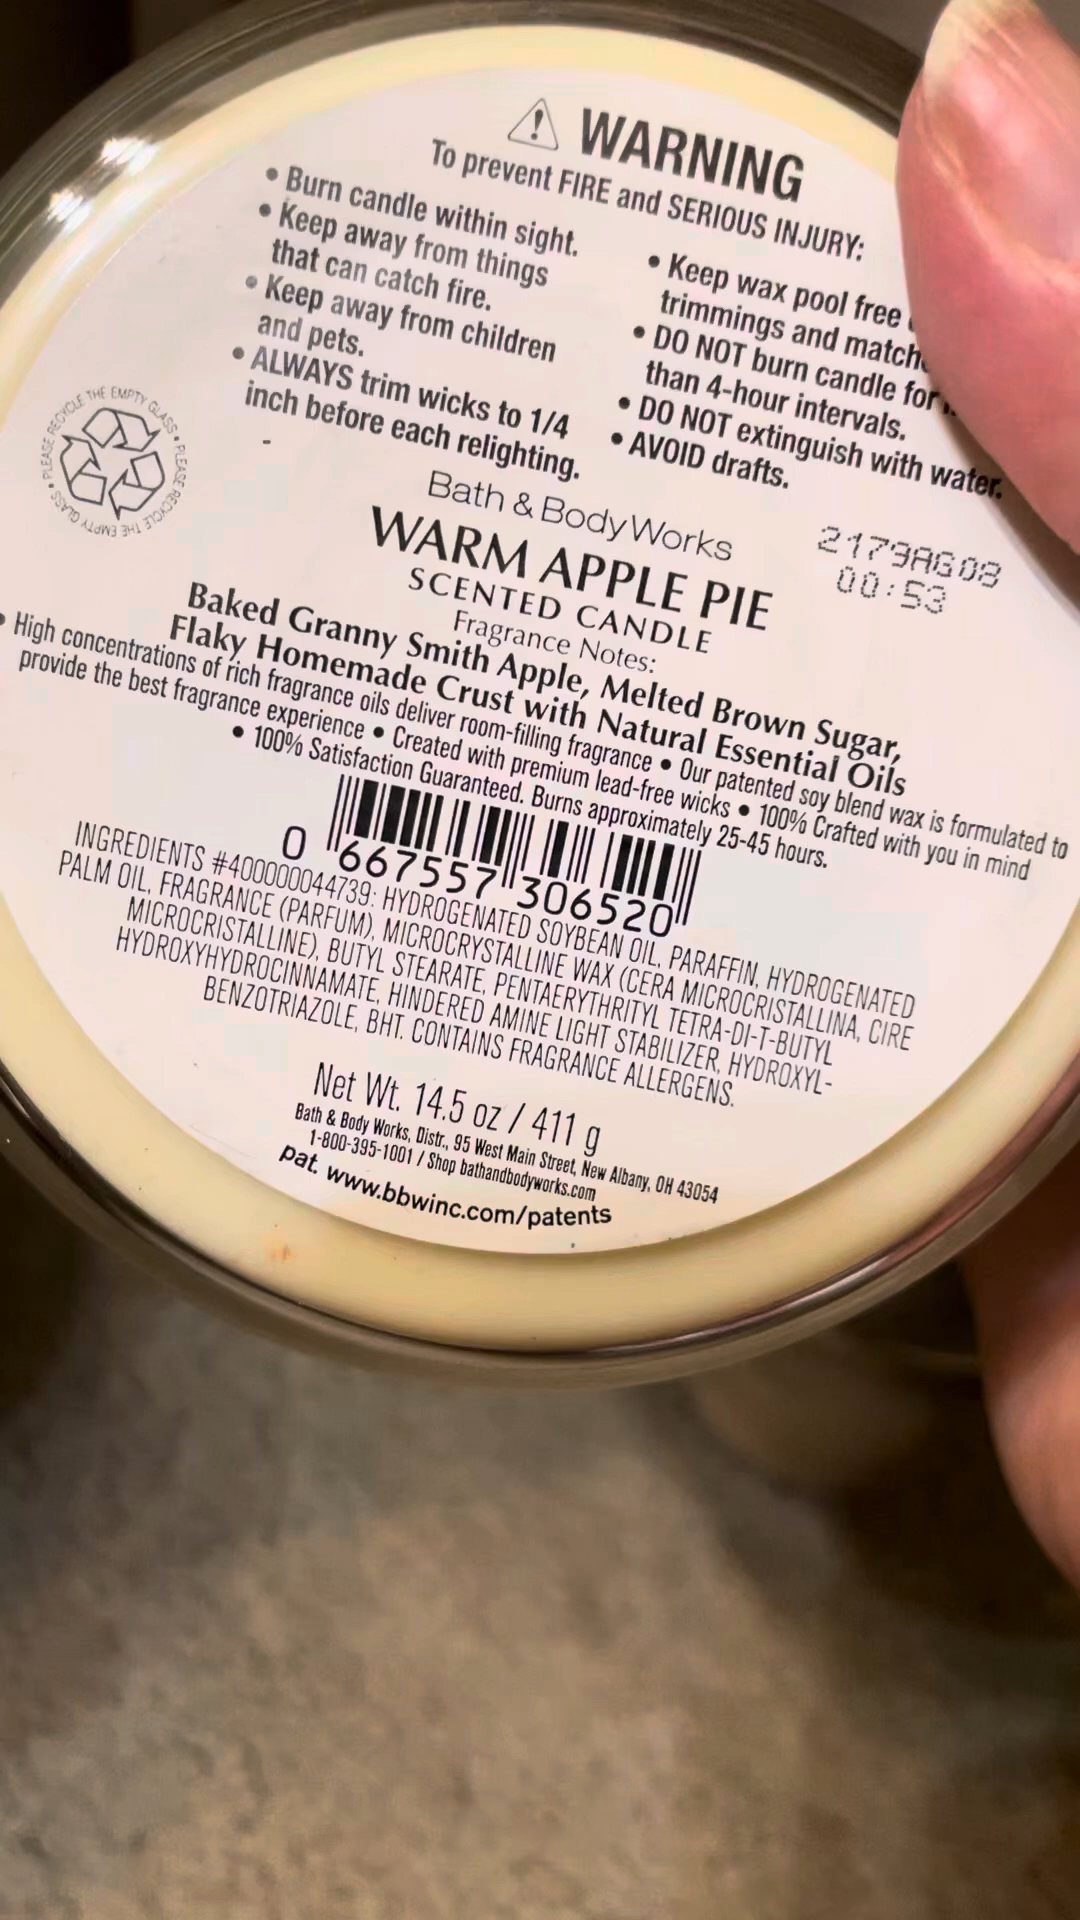 WARNING
To prevent FIRE and SERIOUS INJURY:
• Burn candle within sight.
• Keep away from things
that can catch fire.
• Keep away from children
and pets.
• ALWAYS trim wicks to 1/4
inch before each relighting.
• Keep wax pool free
trimmings and
• DO NOT burn candle for
than 4-hour intervals.
• DO NOT extinguish with water.
• AVOID drafts.
PLEASE RECYCLE THE EMPTY GLASS • PLEASE RECYCLE THE EMPTY GLASS •
Bath & Body Works
2179AG08
00:53
WARM APPLE PIE
SCENTED CANDLE
Fragrance Notes:
Baked Granny Smith Apple, Melted Brown Sugar,
Flaky Homemade Crust with Natural Essential Oils
• High concentrations of rich fragrance oils deliver room-filling fragrance • Our patented soy blend wax is formulated to
provide the best fragrance experience • Created with premium lead-free wicks • 100% Crafted with you in mind
• 100% Satisfaction Guaranteed. Burns approximately 25-45 hours.
0 667557 306520
INGREDIENTS #400000044739: HYDROGENATED SOYBEAN OIL, PARAFFIN, HYDROGENATED
PALM OIL, FRAGRANCE (PARFUM), MICROCRYSTALLINE WAX (CERA MICROCRISTALLINA, CIRE
MICROCRISTALLINE), BUTYL STEARATE, PENTAERYTHRITYL TETRA-DI-T-BUTYL
HYDROXYHYDROCINNAMATE, HINDERED AMINE LIGHT STABILIZER, HYDROXYL-
BENZOTRIAZOLE, BHT. CONTAINS FRAGRANCE ALLERGENS.
Net Wt. 14.5 oz / 411 g
Bath & Body Works, Distr., 95 West Main Street, New Albany, OH 43054
1-800-395-1001 / Shop bathandbodyworks.com
pat. www.bbwinc.com/patents